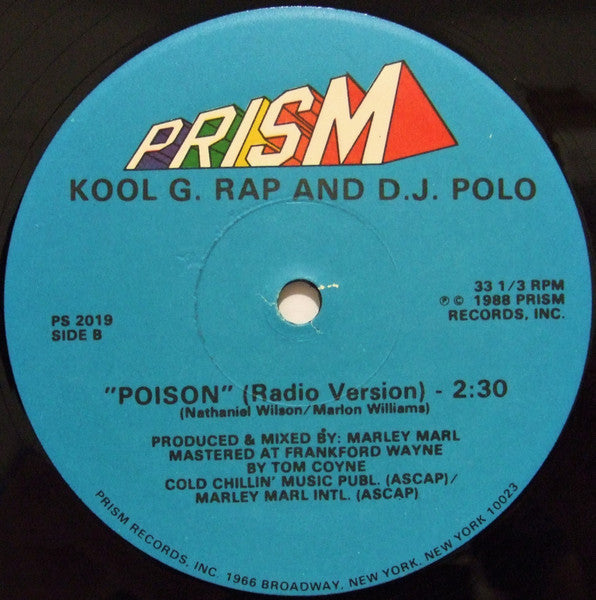 PRISM
KOOL G. RAP AND D.J. POLO
PS 2019
SIDE B
33 1/3 RPM
℗ © 1988 PRISM
RECORDS, INC.
"POISON" (Radio Version) - 2:30
(Nathaniel Wilson/Marlon Williams)
PRODUCED & MIXED BY: MARLEY MARL
MASTERED AT FRANKFORD WAYNE
BY TOM COYNE
COLD CHILLIN' MUSIC PUBL. (ASCAP)/
MARLEY MARL INTL. (ASCAP)
PRISM RECORDS, INC. 1966 BROADWAY, NEW YORK, NEW YORK 10023